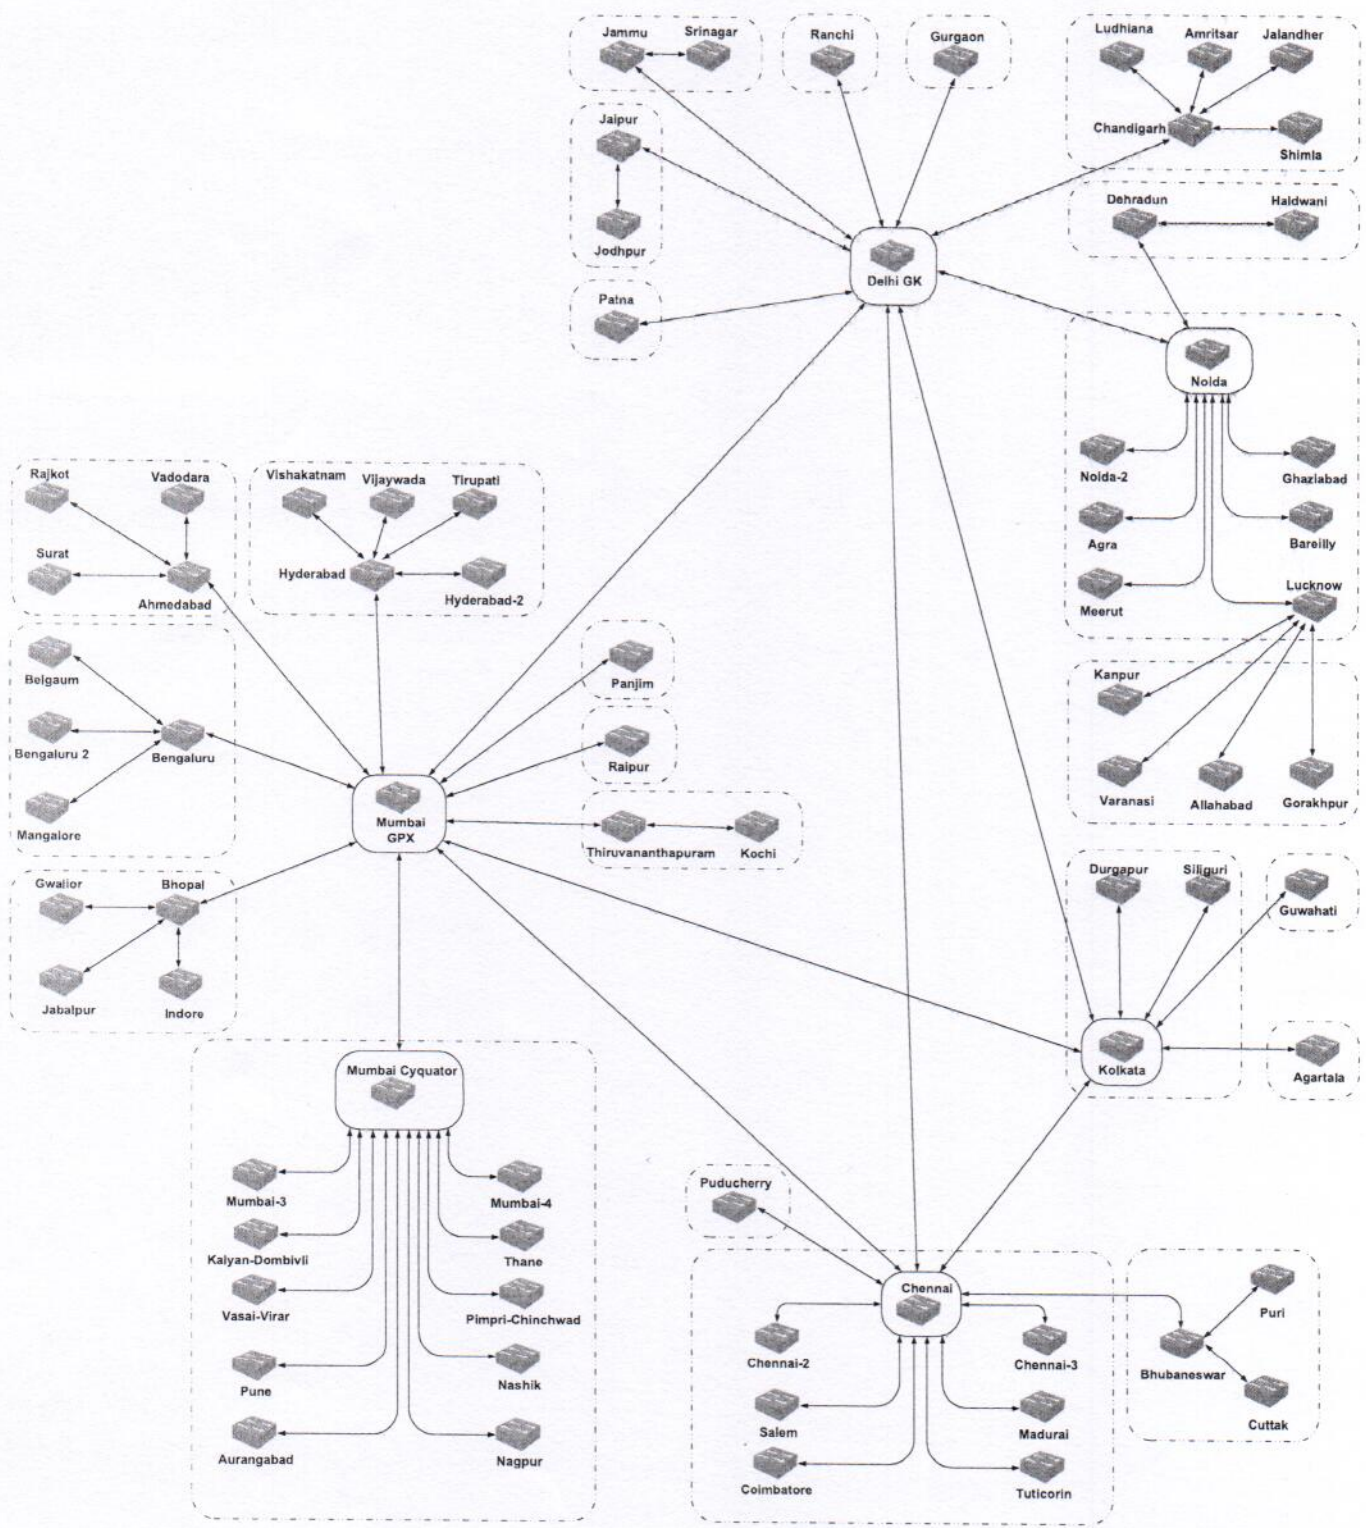 Jammu
Srinagar
Ranchi
Gurgaon
Ludhiana
Amritsar
Jalandher
Chandigarh
Shimla
Jaipur
Jodhpur
Dehradun
Haldwani
Delhi GK
Patna
Noida
Noida-2
Ghaziabad
Agra
Bareilly
Meerut
Lucknow
Rajkot
Vadodara
Surat
Ahmedabad
Vishakatnam
Vijaywada
Tirupati
Hyderabad
Hyderabad-2
Belgaum
Bengaluru 2
Bengaluru
Mangalore
Panjim
Raipur
Kanpur
Varanasi
Allahabad
Gorakhpur
Mumbai
GPX
Thiruvananthapuram
Kochi
Gwalior
Bhopal
Jabalpur
Indore
Durgapur
Siliguri
Guwahati
Kolkata
Agartala
Mumbai Cyquator
Mumbai-3
Mumbai-4
Kalyan-Dombivli
Thane
Vasai-Virar
Pimpri-Chinchwad
Pune
Nashik
Aurangabad
Nagpur
Puducherry
Chennai
Chennai-2
Chennai-3
Salem
Madurai
Coimbatore
Tuticorin
Puri
Bhubaneswar
Cuttak